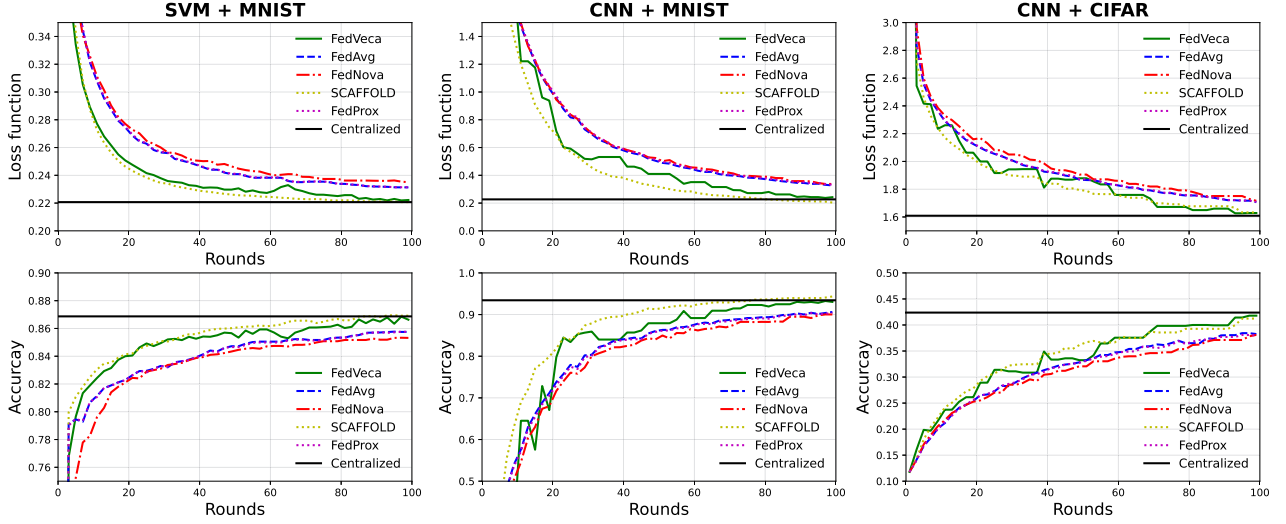 SVM + MNIST
CNN + MNIST
CNN + CIFAR
Loss function
0.34
0.32
0.30
0.28
0.26
0.24
0.22
0.20
FedVeca
FedAvg
FedNova
SCAFFOLD
FedProx
Centralized
0 20 40 60 80 100
Rounds
Loss function
1.4
1.2
1.0
0.8
0.6
0.4
0.2
0.0
FedVeca
FedAvg
FedNova
SCAFFOLD
FedProx
Centralized
0 20 40 60 80 100
Rounds
Loss function
3.0
2.8
2.6
2.4
2.2
2.0
1.8
1.6
FedVeca
FedAvg
FedNova
SCAFFOLD
FedProx
Centralized
0 20 40 60 80 100
Rounds
Accurcay
0.90
0.88
0.86
0.84
0.82
0.80
0.78
0.76
FedVeca
FedAvg
FedNova
SCAFFOLD
FedProx
Centralized
0 20 40 60 80 100
Rounds
Accurcay
1.0
0.9
0.8
0.7
0.6
0.5
FedVeca
FedAvg
FedNova
SCAFFOLD
FedProx
Centralized
0 20 40 60 80 100
Rounds
Accurcay
0.50
0.45
0.40
0.35
0.30
0.25
0.20
0.15
0.10
FedVeca
FedAvg
FedNova
SCAFFOLD
FedProx
Centralized
0 20 40 60 80 100
Rounds